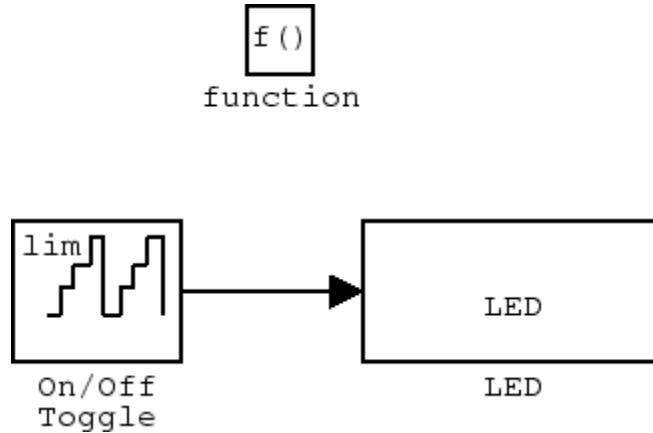 f()
function
lim
LED
On/Off
Toggle
LED